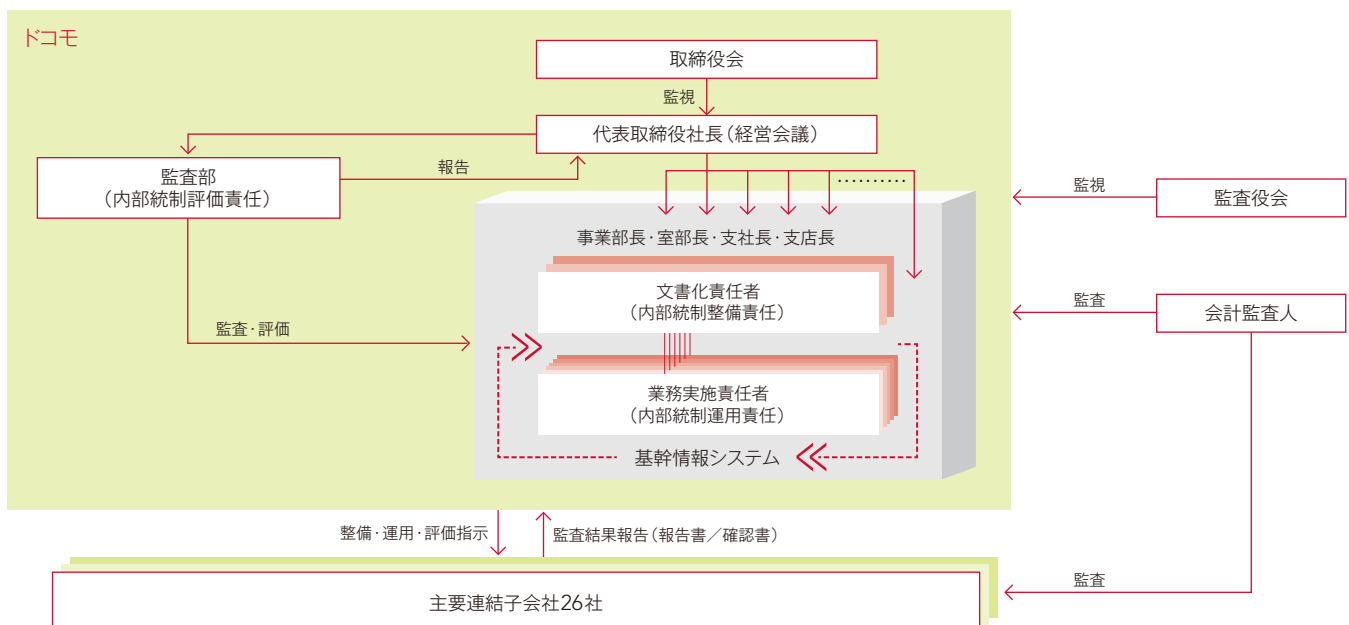 ドコモ
取締役会
監視
代表取締役社長(経営会議)
監査部
(内部統制評価責任)
報告
‥‥‥‥‥
監視
監査役会
事業部長・室部長・支社長・支店長
文書化責任者
(内部統制整備責任)
監査
会計監査人
監査・評価
業務実施責任者
(内部統制運用責任)
基幹情報システム
整備・運用・評価指示
監査結果報告(報告書/確認書)
監査
主要連結子会社26社